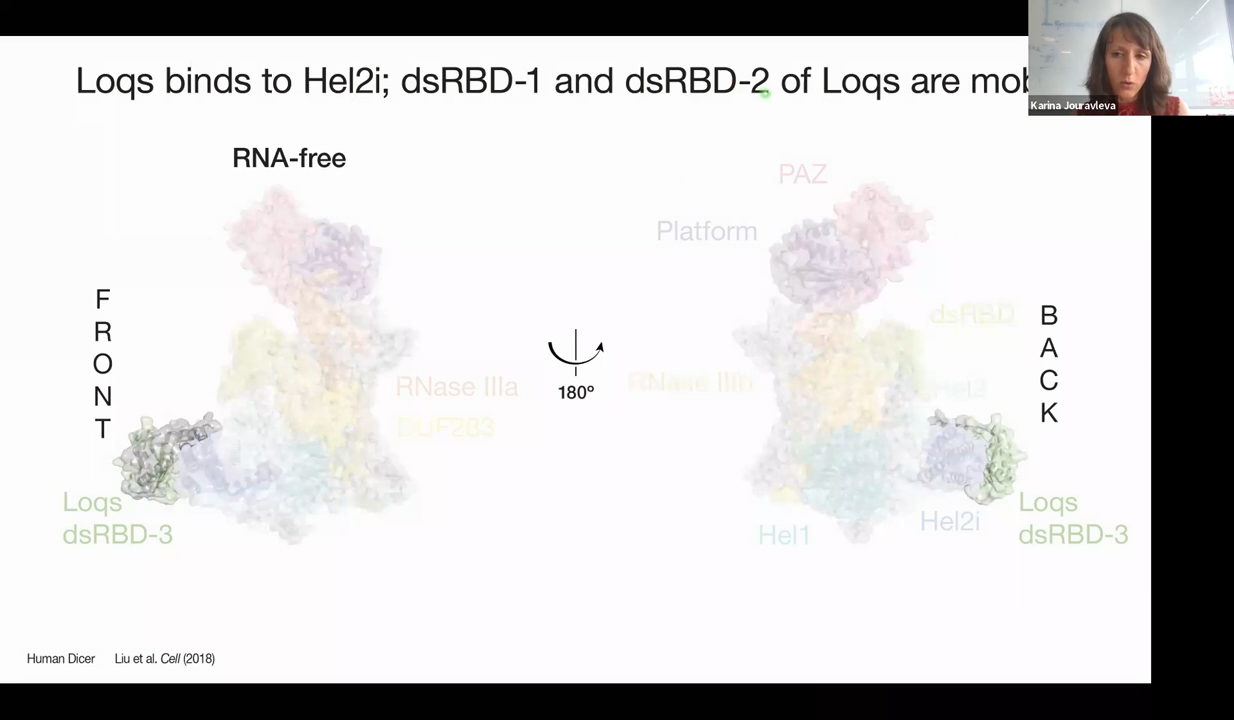 Loqs binds to Hel2i; dsRBD-1 and dsRBD-2 of Loqs are mob
Karina Jouravleva
RNA-free
PAZ
Platform
F
R
O
N
T
dsRBD
B
A
C
K
RNase IIIa
180º
RNase IIIb
Hel2
DUF283
Loqs
dsRBD-3
Hel1
Hel2i
Loqs
dsRBD-3
Human Dicer Liu et al. Cell (2018)